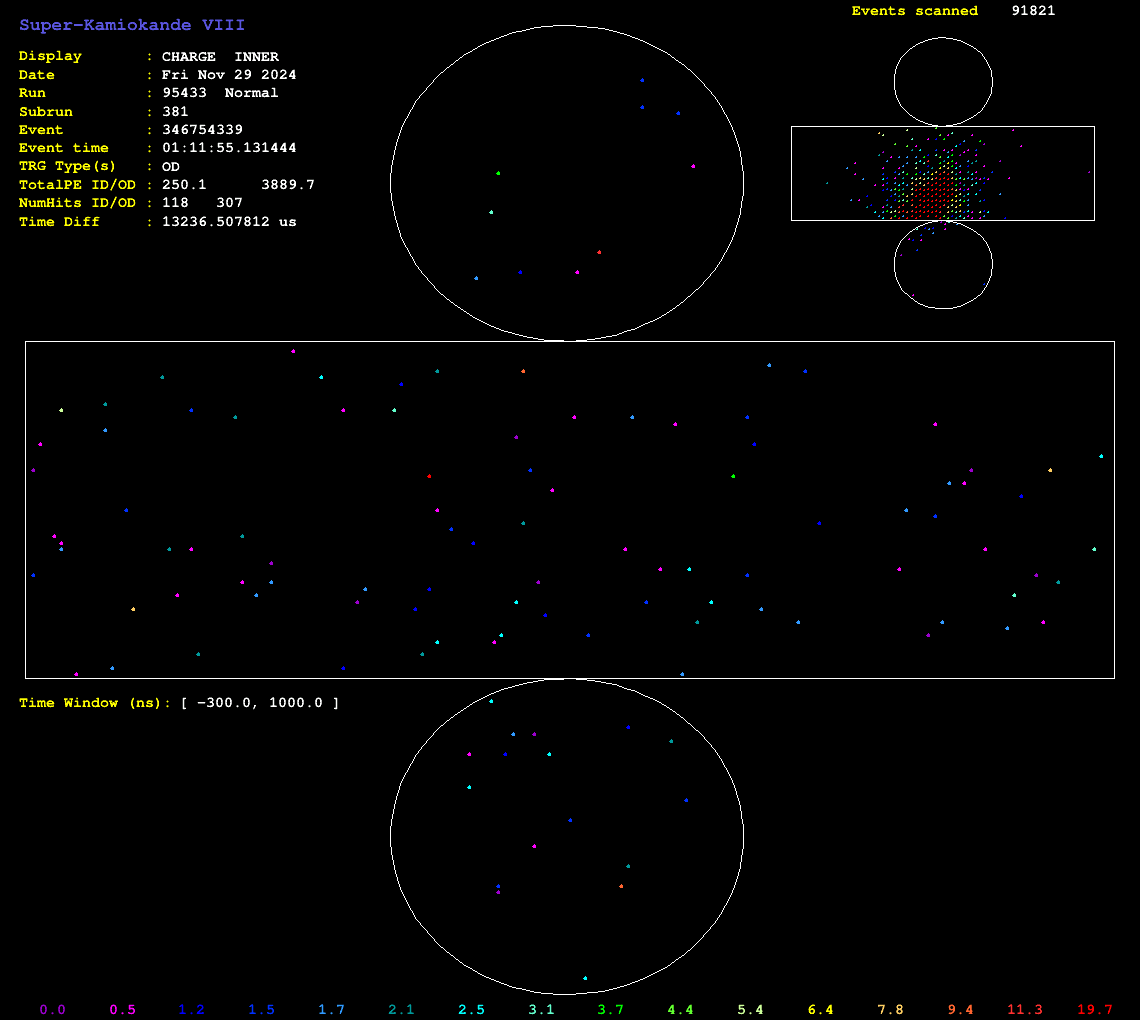 Super-Kamiokande VIII
Events scanned 91821
Display : CHARGE INNER
Date : Fri Nov 29 2024
Run : 95433 Normal
Subrun : 381
Event : 346754339
Event time : 01:11:55.131444
TRG Type(s) : OD
TotalPE ID/OD : 250.1 3889.7
NumHits ID/OD : 118 307
Time Diff : 13236.507812 us
Time Window (ns): [ -300.0, 1000.0 ]
0.0 0.5 1.2 1.5 1.7 2.1 2.5 3.1 3.7 4.4 5.4 6.4 7.8 9.4 11.3 19.7